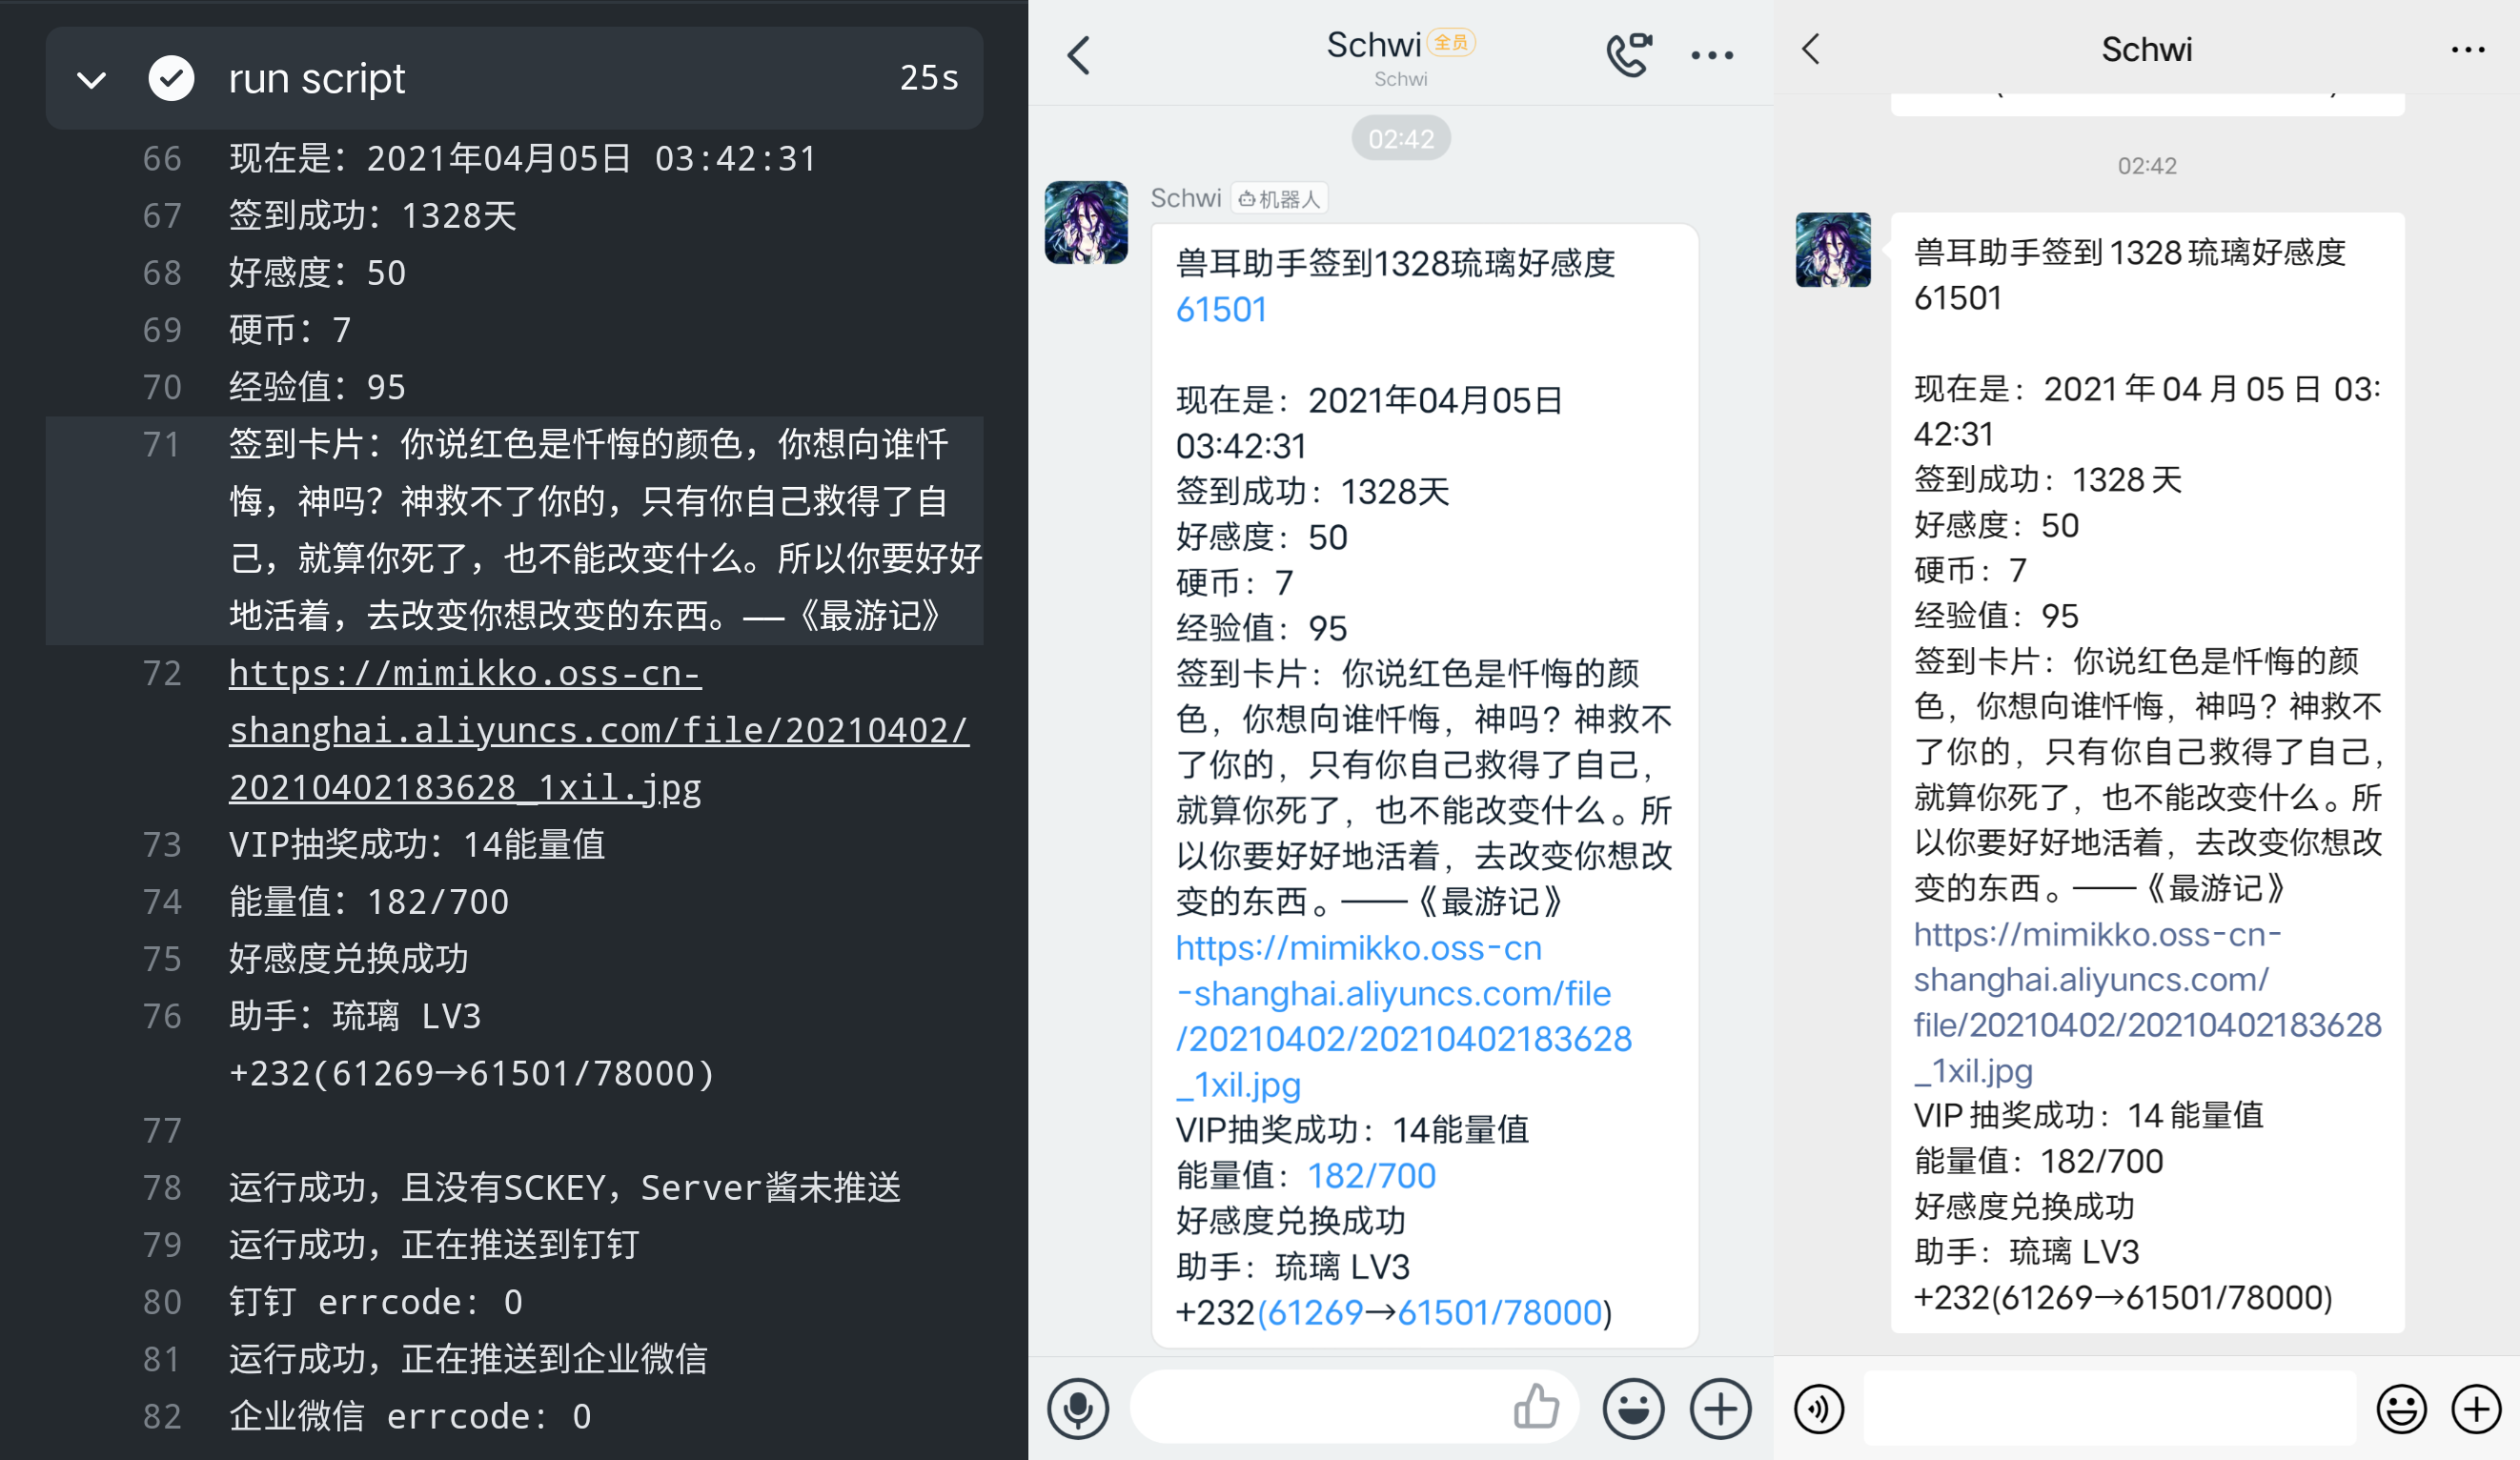 run script
25s
66 现在是：2021年04月05日 03:42:31
67 签到成功：1328天
68 好感度：50
69 硬币：7
70 经验值：95
71 签到卡片：你说红色是忏悔的颜色，你想向谁忏
悔，神吗？神救不了你的，只有你自己救得了自
己，就算你死了，也不能改变什么。所以你要好好
地活着，去改变你想改变的东西。——《最游记》
72 https://mimikko.oss-cn-
shanghai.aliyuncs.com/file/20210402/
20210402183628_1xil.jpg
73 VIP抽奖成功：14能量值
74 能量值：182/700
75 好感度兑换成功
76 助手：琉璃 LV3
+232(61269→61501/78000)
77
78 运行成功，且没有SCKEY，Server酱未推送
79 运行成功，正在推送到钉钉
80 钉钉 errcode: 0
81 运行成功，正在推送到企业微信
82 企业微信 errcode: 0
Schwi 全员
Schwi
02:42
Schwi 机器人
兽耳助手签到1328琉璃好感度
61501
现在是：2021年04月05日
03:42:31
签到成功：1328天
好感度：50
硬币：7
经验值：95
签到卡片：你说红色是忏悔的颜
色，你想向谁忏悔，神吗？神救不
了你的，只有你自己救得了自己，
就算你死了，也不能改变什么。所
以你要好好地活着，去改变你想改
变的东西。——《最游记》
https://mimikko.oss-cn
-shanghai.aliyuncs.com/file
/20210402/20210402183628
_1xil.jpg
VIP抽奖成功：14能量值
能量值：182/700
好感度兑换成功
助手：琉璃 LV3
+232(61269→61501/78000)
Schwi
02:42
兽耳助手签到1328琉璃好感度
61501
现在是：2021年04月05日 03:
42:31
签到成功：1328天
好感度：50
硬币：7
经验值：95
签到卡片：你说红色是忏悔的颜
色，你想向谁忏悔，神吗？神救不
了你的，只有你自己救得了自己，
就算你死了，也不能改变什么。所
以你要好好地活着，去改变你想改
变的东西。——《最游记》
https://mimikko.oss-cn-
shanghai.aliyuncs.com/
file/20210402/20210402183628
_1xil.jpg
VIP抽奖成功：14能量值
能量值：182/700
好感度兑换成功
助手：琉璃 LV3
+232(61269→61501/78000)